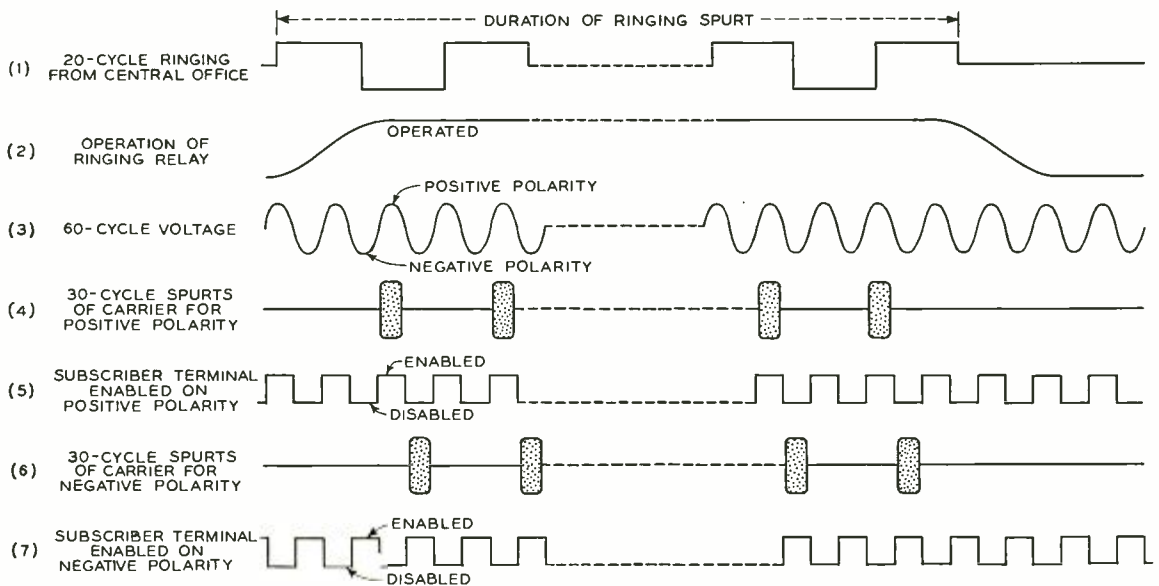 DURATION OF RINGING SPURT
(1) 20-CYCLE RINGING
FROM CENTRAL OFFICE
OPERATED
(2) OPERATION OF
RINGING RELAY
POSITIVE POLARITY
(3) 60-CYCLE VOLTAGE
NEGATIVE POLARITY
(4) 30-CYCLE SPURTS
OF CARRIER FOR
POSITIVE POLARITY
ENABLED
(5) SUBSCRIBER TERMINAL
ENABLED ON
POSITIVE POLARITY
DISABLED
(6) 30-CYCLE SPURTS
OF CARRIER FOR
NEGATIVE POLARITY
ENABLED
(7) SUBSCRIBER TERMINAL
ENABLED ON
NEGATIVE POLARITY
DISABLED